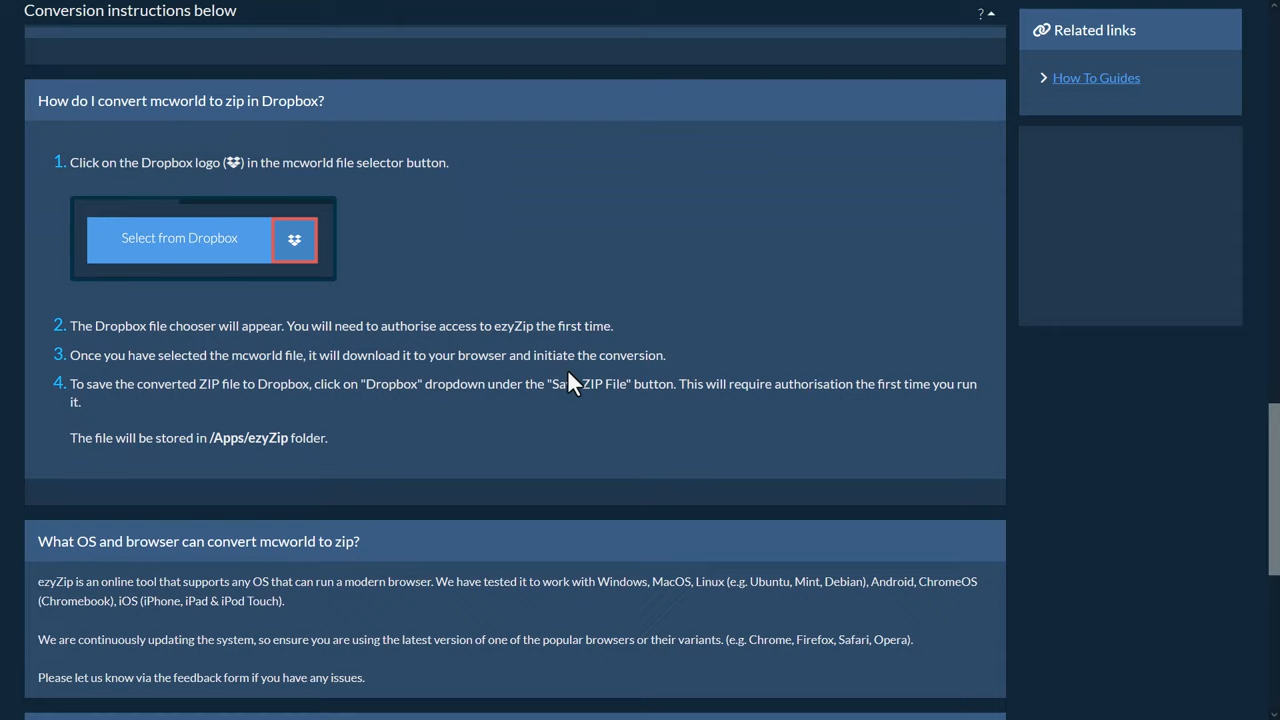 Conversion instructions below
?
Related links
How To Guides
How do I convert mcworld to zip in Dropbox?
1. Click on the Dropbox logo () in the mcworld file selector button.
Select from Dropbox
2. The Dropbox file chooser will appear. You will need to authorise access to ezyZip the first time.
3. Once you have selected the mcworld file, it will download it to your browser and initiate the conversion.
4. To save the converted ZIP file to Dropbox, click on "Dropbox" dropdown under the "Save ZIP File" button. This will require authorisation the first time you run
it.
The file will be stored in /Apps/ezyZip folder.
What OS and browser can convert mcworld to zip?
ezyZip is an online tool that supports any OS that can run a modern browser. We have tested it to work with Windows, MacOS, Linux (e.g. Ubuntu, Mint, Debian), Android, ChromeOS
(Chromebook), iOS (iPhone, iPad & iPod Touch).
We are continuously updating the system, so ensure you are using the latest version of one of the popular browsers or their variants. (e.g. Chrome, Firefox, Safari, Opera).
Please let us know via the feedback form if you have any issues.